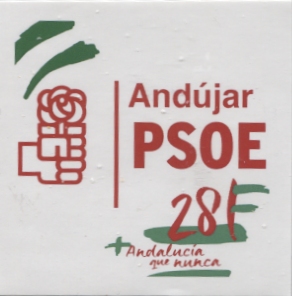 Andújar
PSOE
28F
+Andalucía
que nunca